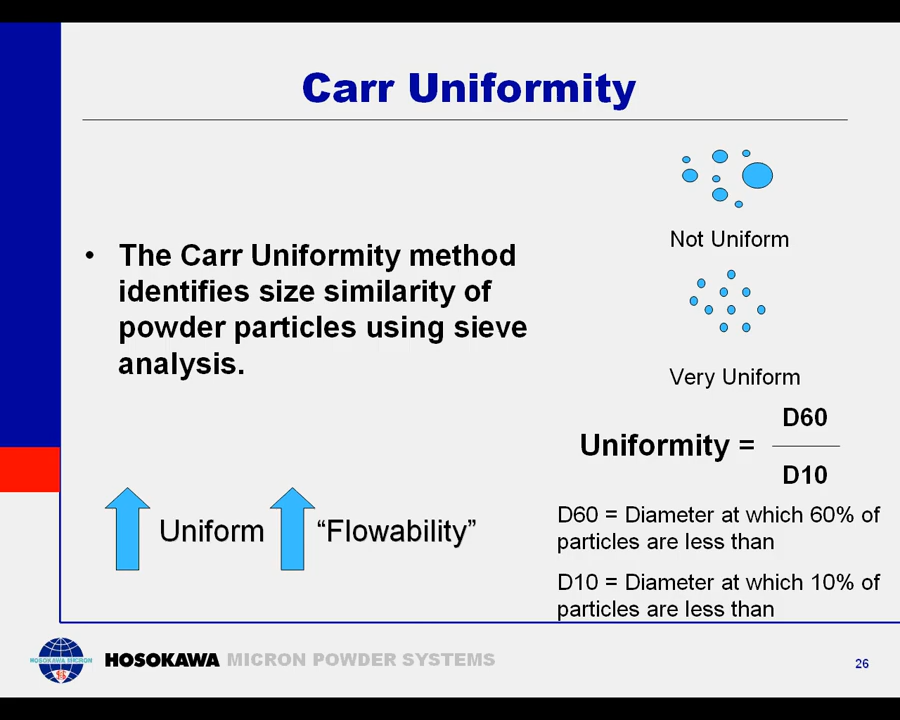 Carr Uniformity
• The Carr Uniformity method
identifies size similarity of
powder particles using sieve
analysis.
Not Uniform
Very Uniform
Uniformity =
D60
D10
D60 = Diameter at which 60% of
particles are less than
D10 = Diameter at which 10% of
particles are less than
Uniform
“Flowability”
HOSOKAWA MICRON
HOSOKAWA MICRON POWDER SYSTEMS
26